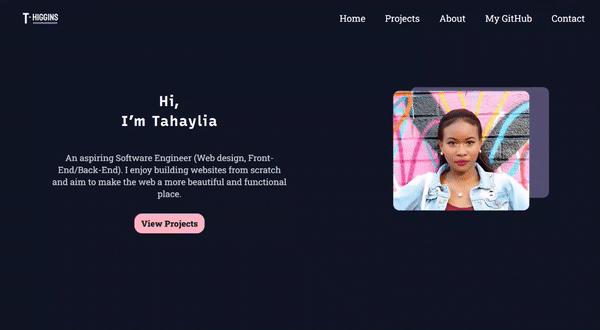 T-HIGGINS
Home Projects About My GitHub Contact
Hi,
I’m Tahaylia
An aspiring Software Engineer (Web design, Front-
End/Back-End). I enjoy building websites from scratch
and aim to make the web a more beautiful and functional
place.
View Projects